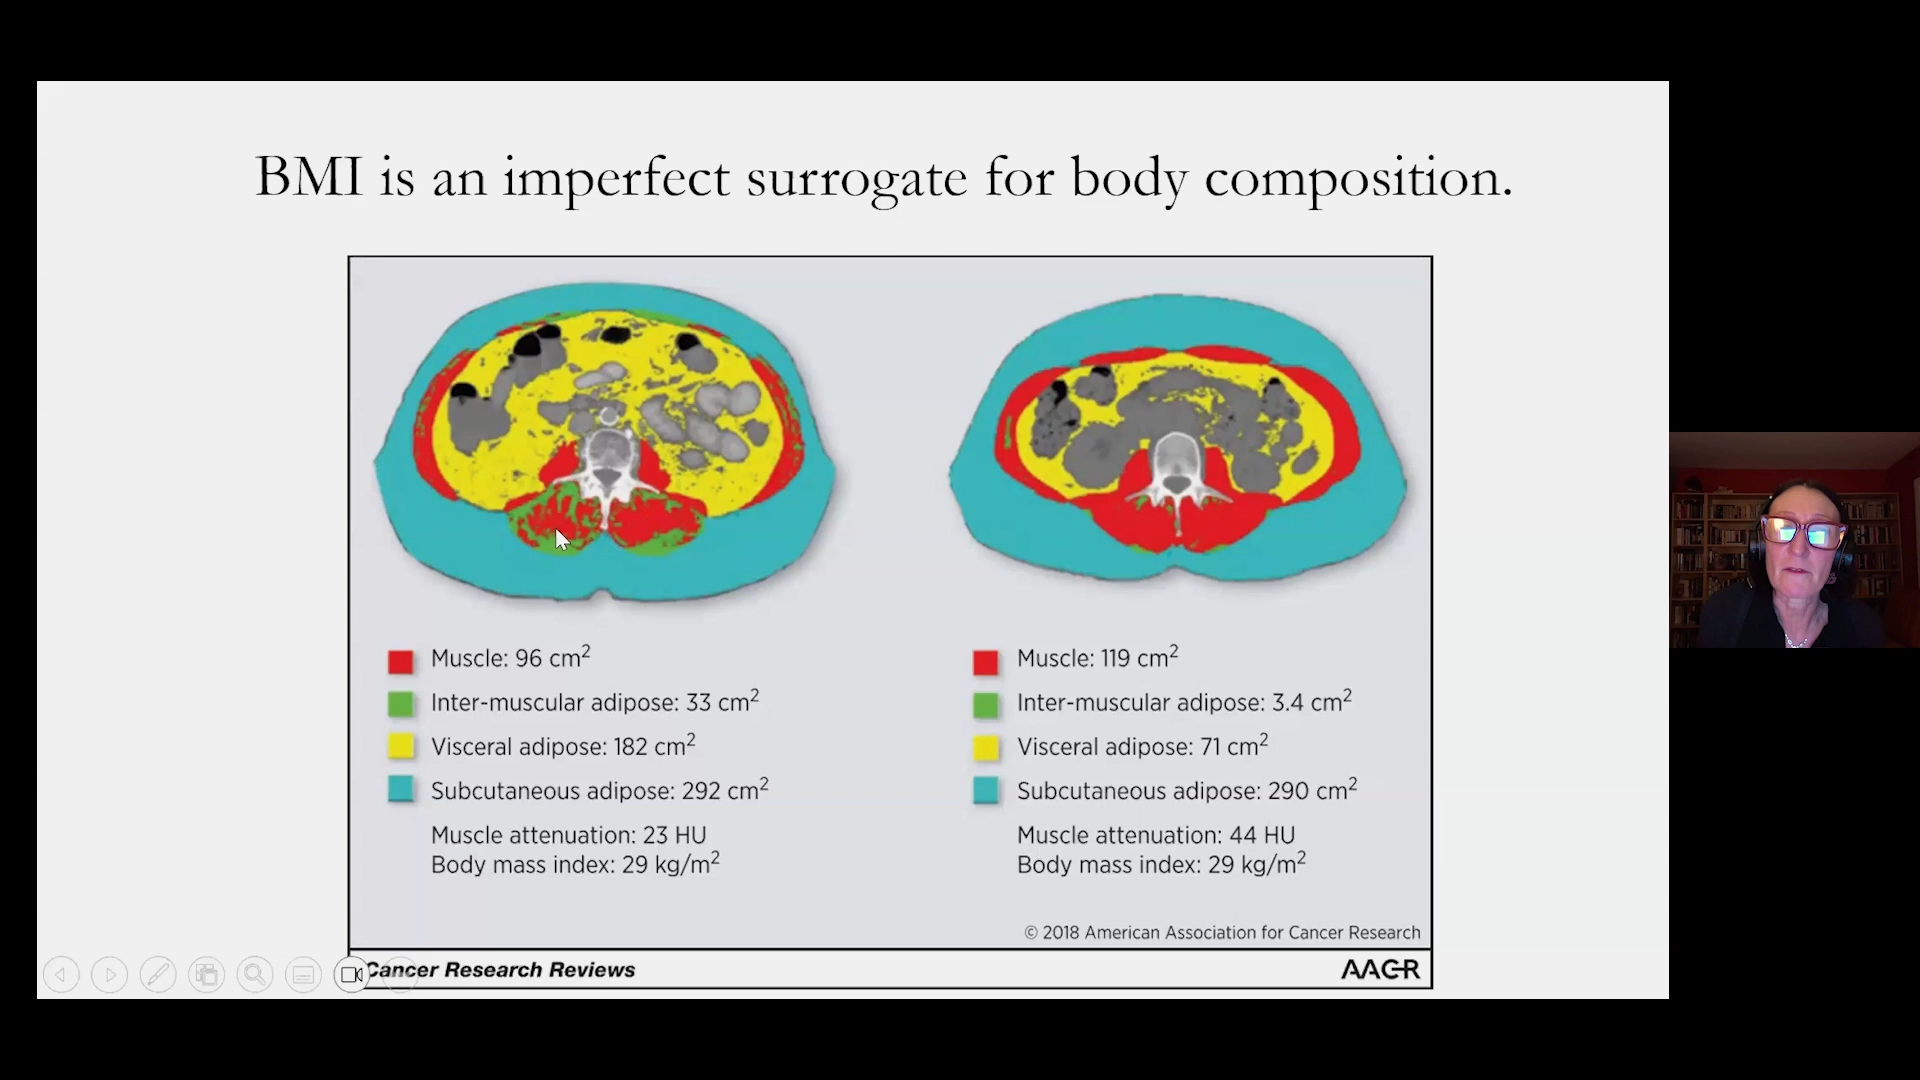 BMI is an imperfect surrogate for body composition.
Muscle: 96 cm²
Inter-muscular adipose: 33 cm²
Visceral adipose: 182 cm²
Subcutaneous adipose: 292 cm²
Muscle attenuation: 23 HU
Body mass index: 29 kg/m²
Muscle: 119 cm²
Inter-muscular adipose: 3.4 cm²
Visceral adipose: 71 cm²
Subcutaneous adipose: 290 cm²
Muscle attenuation: 44 HU
Body mass index: 29 kg/m²
© 2018 American Association for Cancer Research
Cancer Research Reviews
AACR